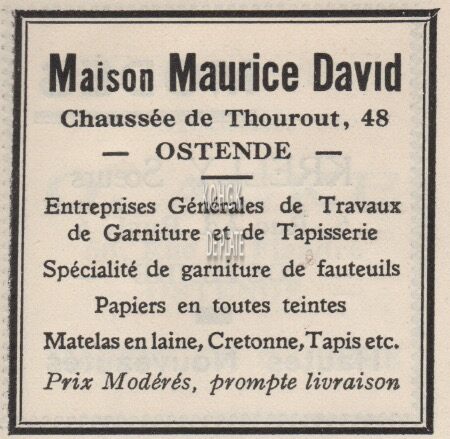 Maison Maurice David
Chaussée de Thourout, 48
— OSTENDE —
Entreprises Générales de Travaux
de Garniture et de Tapisserie
Spécialité de garniture de fauteuils
Papiers en toutes teintes
Matelas en laine, Cretonne, Tapis etc.
Prix Modérés, prompte livraison